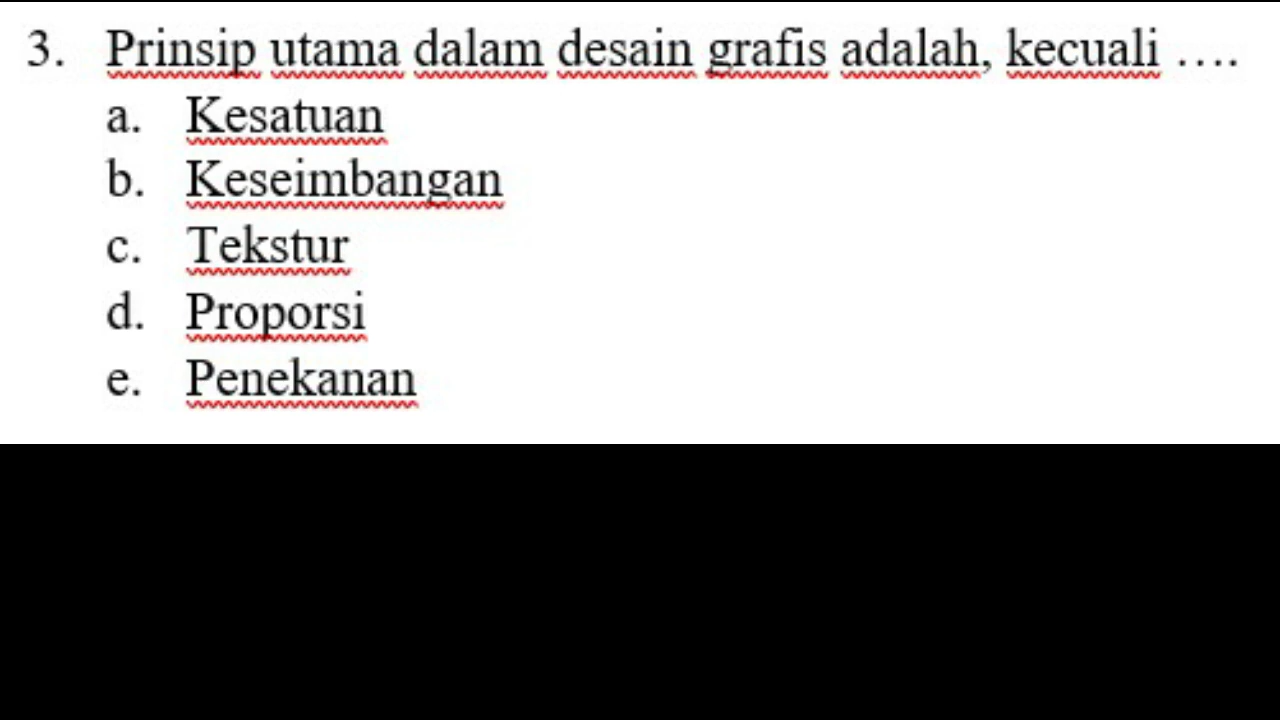 3. Prinsip utama dalam desain grafis adalah, kecuali ….
a. Kesatuan
b. Keseimbangan
c. Tekstur
d. Proporsi
e. Penekanan